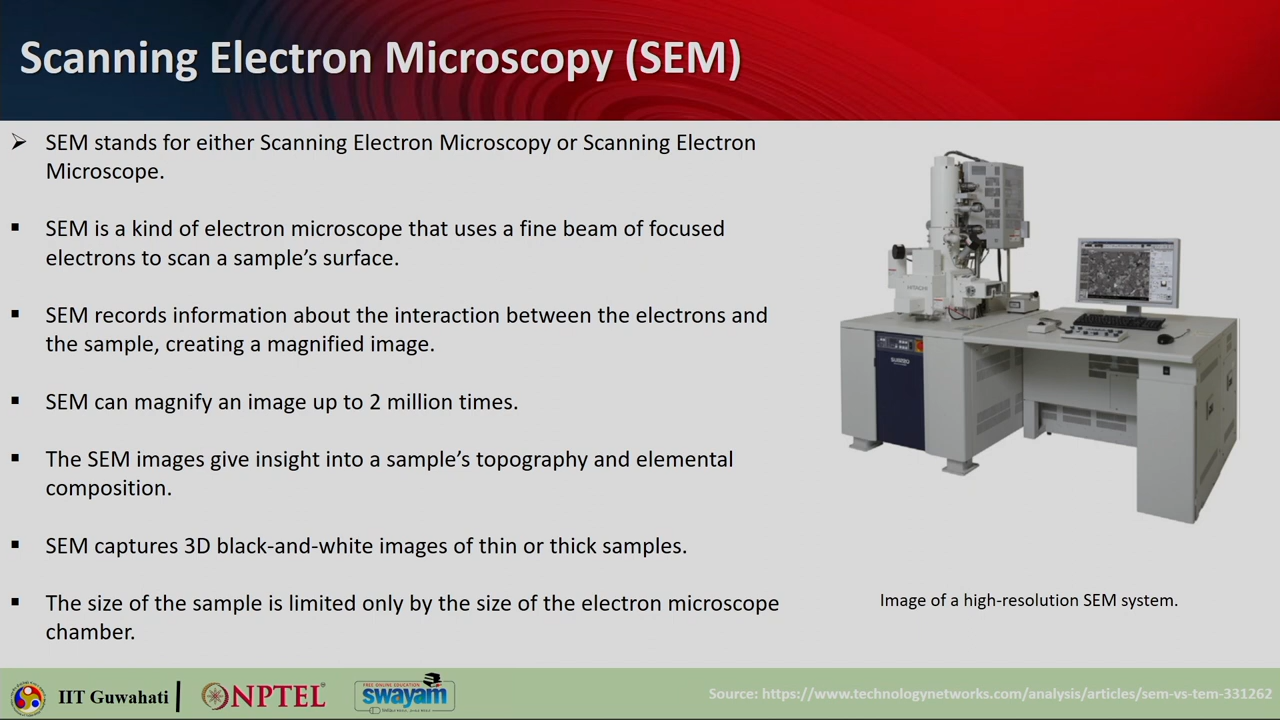 Scanning Electron Microscopy (SEM)
SEM stands for either Scanning Electron Microscopy or Scanning Electron
Microscope.
SEM is a kind of electron microscope that uses a fine beam of focused
electrons to scan a sample's surface.
SEM records information about the interaction between the electrons and
the sample, creating a magnified image.
SEM can magnify an image up to 2 million times.
The SEM images give insight into a sample's topography and elemental
composition.
SEM captures 3D black-and-white images of thin or thick samples.
The size of the sample is limited only by the size of the electron microscope
chamber.
HITACHI
Image of a high-resolution SEM system.
IIT Guwahati
NPTEL
FREE ONLINE EDUCATION
swayam
Source: https://www.technologynetworks.com/analysis/articles/sem-vs-tem-331262